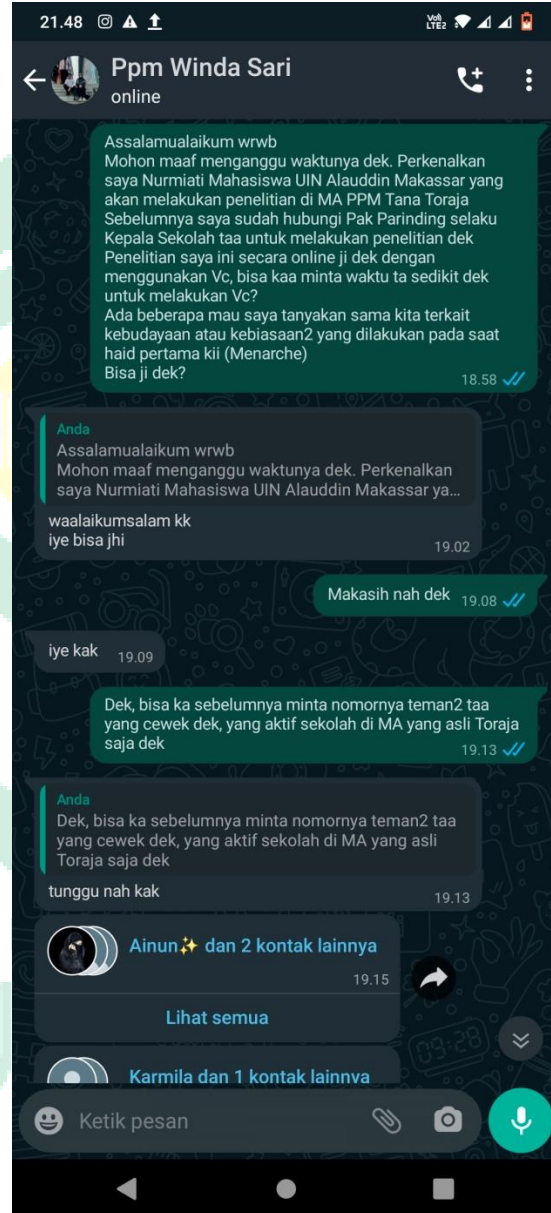 21.48
Vo)) LTE2
Ppm Winda Sari
online
Assalamualaikum wrwb
Mohon maaf menganggu waktunya dek. Perkenalkan
saya Nurmiati Mahasiswa UIN Alauddin Makassar yang
akan melakukan penelitian di MA PPM Tana Toraja
Sebelumnya saya sudah hubungi Pak Parinding selaku
Kepala Sekolah taa untuk melakukan penelitian dek
Penelitian saya ini secara online ji dek dengan
menggunakan Vc, bisa kaa minta waktu ta sedikit dek
untuk melakukan Vc?
Ada beberapa mau saya tanyakan sama kita terkait
kebudayaan atau kebiasaan2 yang dilakukan pada saat
haid pertama kii (Menarche)
Bisa ji dek?
18.58
Anda
Assalamualaikum wrwb
Mohon maaf menganggu waktunya dek. Perkenalkan
saya Nurmiati Mahasiswa UIN Alauddin Makassar ya...
waalaikumsalam kk
iye bisa jhi
19.02
Makasih nah dek 19.08
iye kak 19.09
Dek, bisa ka sebelumnya minta nomornya teman2 taa
yang cewek dek, yang aktif sekolah di MA yang asli Toraja
saja dek
19.13
Anda
Dek, bisa ka sebelumnya minta nomornya teman2 taa
yang cewek dek, yang aktif sekolah di MA yang asli
Toraja saja dek
tunggu nah kak
19.13
Ainun✨ dan 2 kontak lainnya
19.15
Lihat semua
Karmila dan 1 kontak lainnya
Ketik pesan